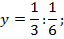 y = 1/3 : 1/6;